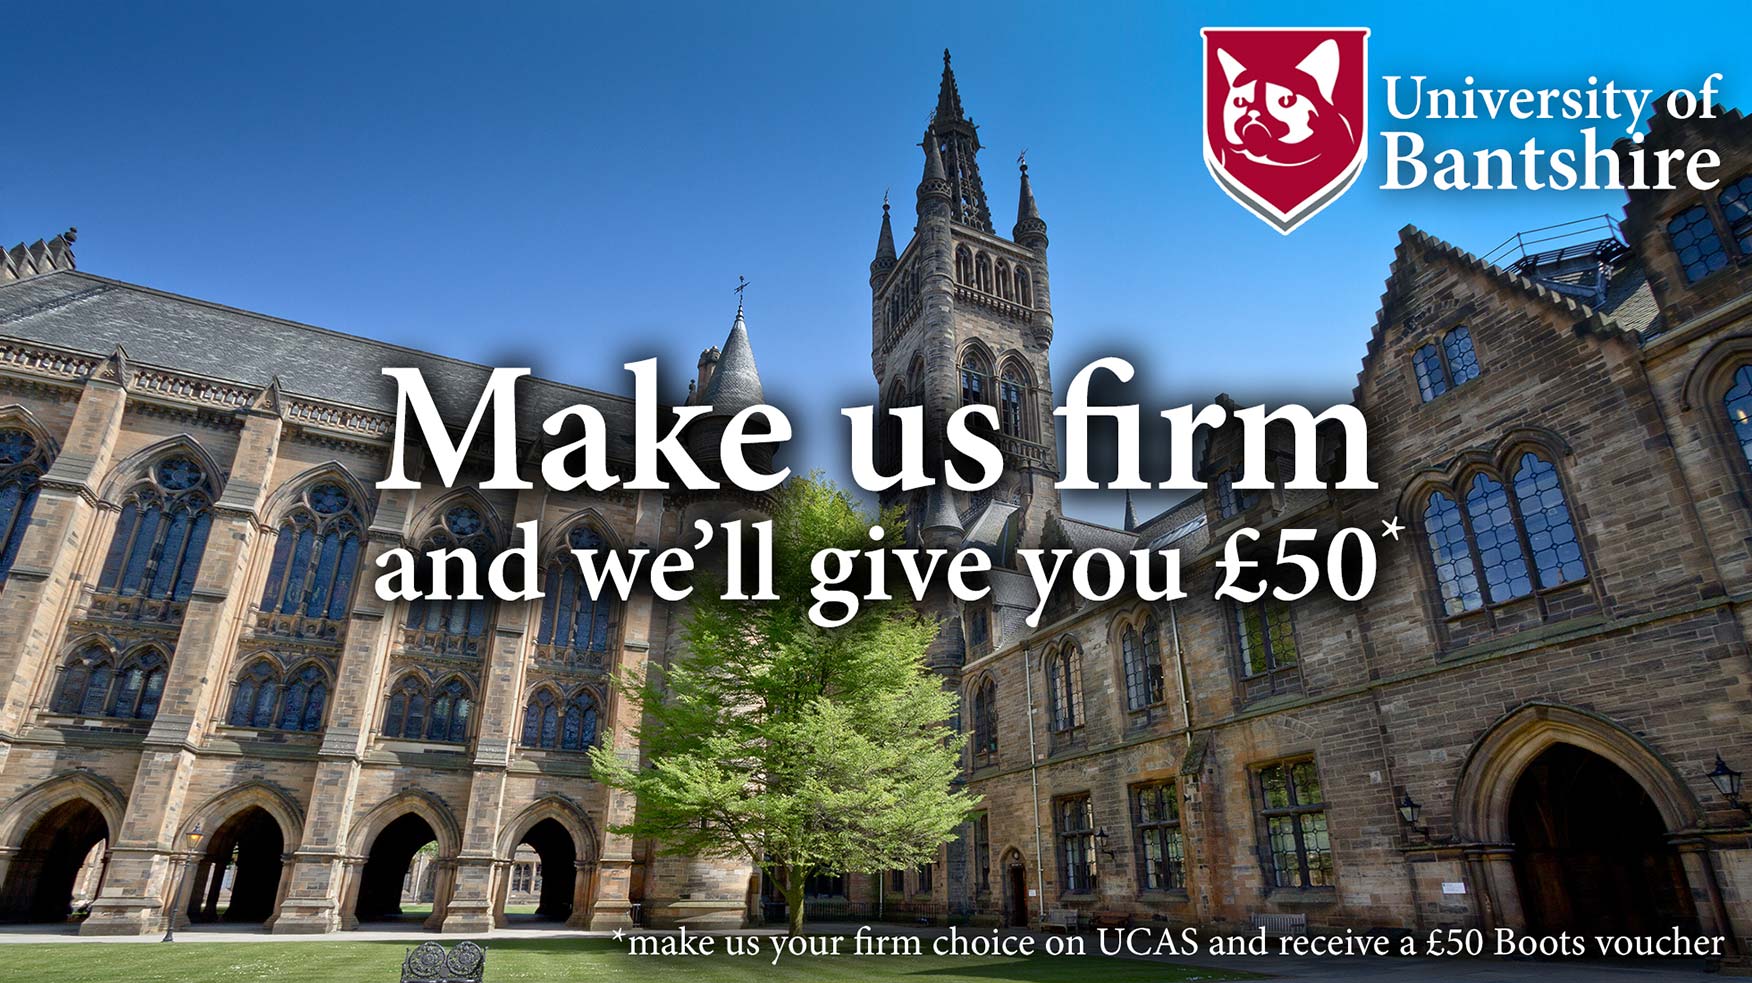 University of
Bantshire
Make us firm
and we’ll give you £50*
*make us your firm choice on UCAS and receive a £50 Boots voucher